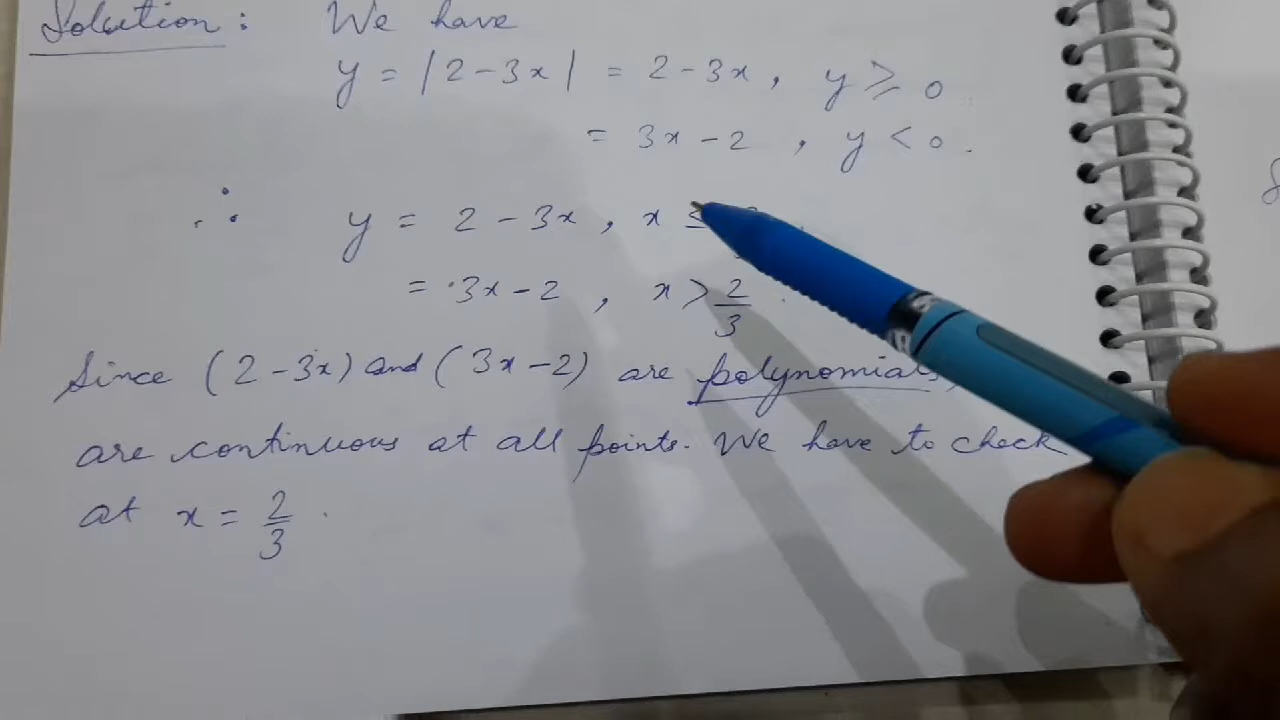 Solution : We have
y = |2-3x| = 2-3x, y ≥ 0
= 3x-2 , y < 0 .
∴ y = 2-3x , x ≤
= 3x-2 , x > 2/3 .
Since (2-3x) and (3x-2) are polynomials,
are continuous at all points. We have to check
at x = 2/3 .